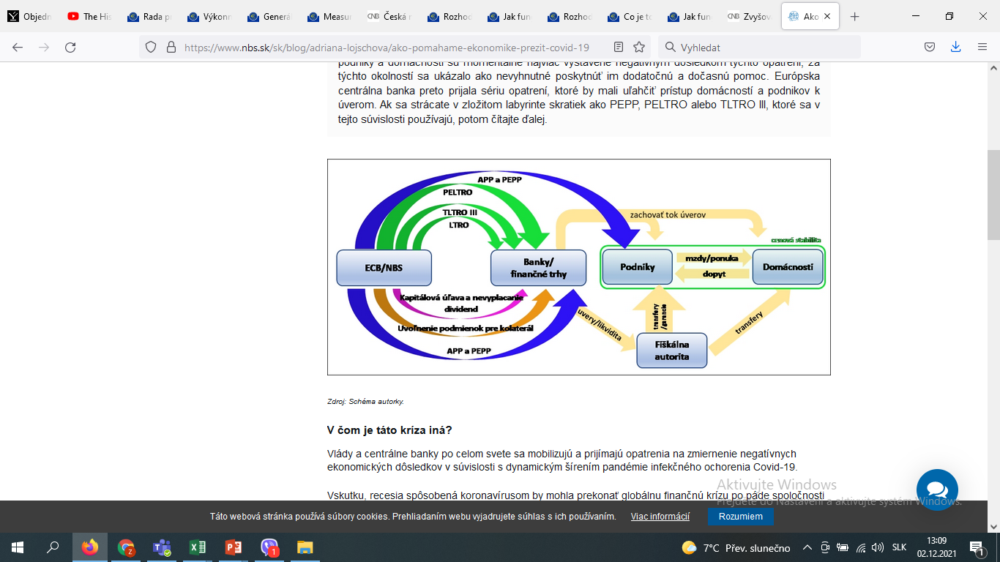 Objedn
The His
Rada p
Výkonn
Generál
Measur
CNB Česká r
Rozhod
Jak fun
Rozhod
Co je to
Jak fun
CNB Zvyšov
Ako
https://www.nbs.sk/sk/blog/adriana-lojschova/ako-pomahame-ekonomike-prezit-covid-19
Vyhledat
podniky a domácnosti sú momentálne najviac vystavené negatívnym dôsledkom týchto opatrení, za
týchto okolností sa ukázalo ako nevyhnutné poskytnúť im dodatočnú a dočasnú pomoc. Európska
centrálna banka preto prijala sériu opatrení, ktoré by mali uľahčiť prístup domácností a podnikov k
úverom. Ak sa strácate v zložitom labyrinte skratiek ako PEPP, PELTRO alebo TLTRO III, ktoré sa v
tejto súvislosti používajú, potom čítajte ďalej.
APP a PEPP
PELTRO
TLTRO III
LTRO
zachovať tok úverov
cenová stabilita
ECB/NBS
Banky/
finančné trhy
Podniky
mzdy/ponuka
dopyt
Domácnosti
Kapitálová úľava a nevyplacanie
dividend
Uvoľnenie podmienok pre kolaterál
APP a PEPP
uvery/likvidita
transfery
/garancie
transfery
Fiškálna
autorita
Zdroj: Schéma autorky.
V čom je táto kríza iná?
Vlády a centrálne banky po celom svete sa mobilizujú a prijímajú opatrenia na zmiernenie negatívnych
ekonomických dôsledkov v súvislosti s dynamickým šírením pandémie infekčného ochorenia Covid-19.
Vskutku, recesia spôsobená koronavírusom by mohla prekonať globálnu finančnú krízu po páde spoločnosti
Aktivujte Windows
Přejděte do Nastavení a aktivujte systém Windows.
Táto webová stránka používá súbory cookies. Prehliadaním webu vyjadrujete súhlas s ich používaním.
Viac informácií
Rozumiem
7°C Přev. slunečno
SLK
13:09
02.12.2021
1